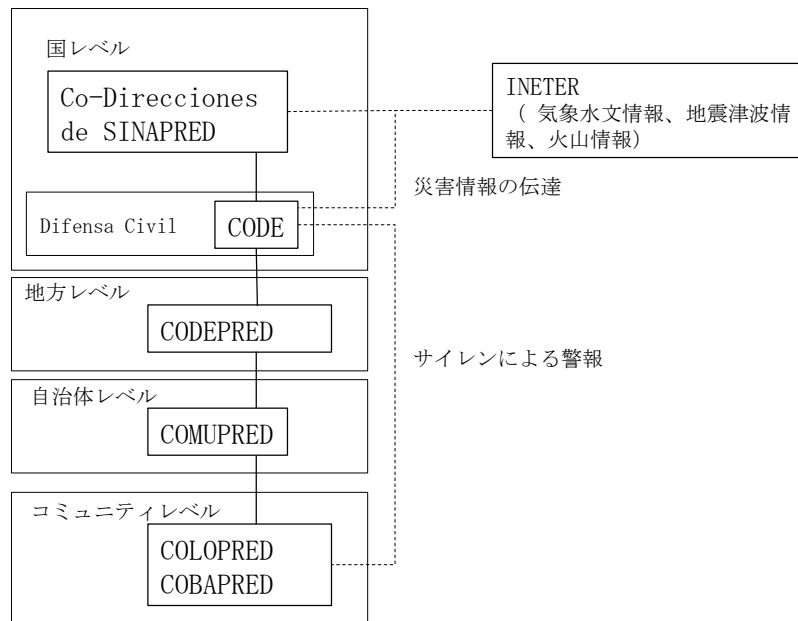 国レベル
Co-Direcciones
de SINAPRED
INETER
( 気象水文情報、地震津波情
報、火山情報)
災害情報の伝達
Difensa Civil
CODE
地方レベル
CODEPRED
サイレンによる警報
自治体レベル
COMUPRED
コミュニティレベル
COLOPRED
COBAPRED